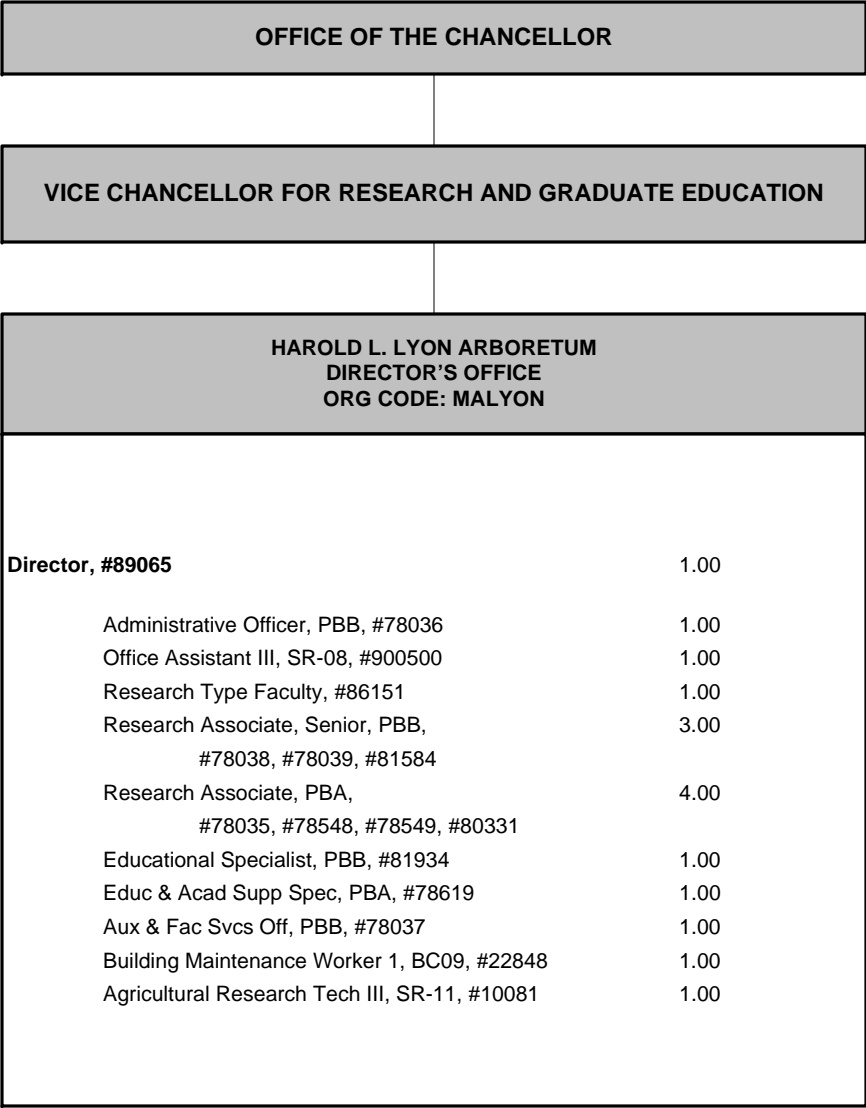 OFFICE OF THE CHANCELLOR
VICE CHANCELLOR FOR RESEARCH AND GRADUATE EDUCATION
HAROLD L. LYON ARBORETUM
DIRECTOR'S OFFICE
ORG CODE: MALYON
Director, #89065 1.00
Administrative Officer, PBB, #78036 1.00
Office Assistant III, SR-08, #900500 1.00
Research Type Faculty, #86151 1.00
Research Associate, Senior, PBB, 3.00
#78038, #78039, #81584
Research Associate, PBA, 4.00
#78035, #78548, #78549, #80331
Educational Specialist, PBB, #81934 1.00
Educ & Acad Supp Spec, PBA, #78619 1.00
Aux & Fac Svcs Off, PBB, #78037 1.00
Building Maintenance Worker 1, BC09, #22848 1.00
Agricultural Research Tech III, SR-11, #10081 1.00